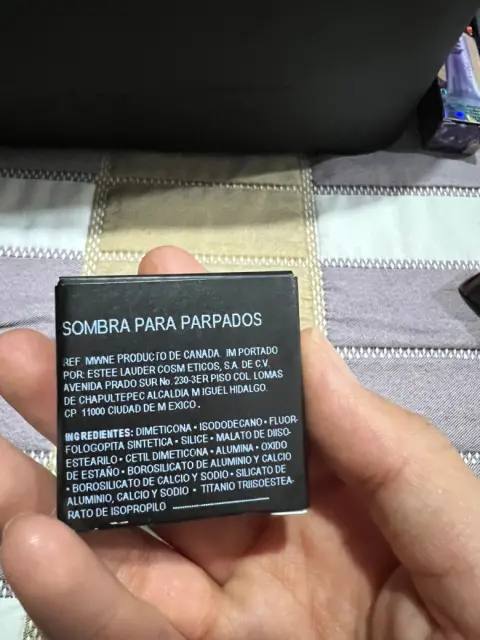 SOMBRA PARA PARPADOS
REF. MWNE PRODUCTO DE CANADA. IMPORTADO
POR: ESTEE LAUDER COSM ETICOS, S.A. DE C.V.
AVENIDA PRADO SUR No. 230-3ER PISO COL. LOMAS
DE CHAPULTEPEC ALCALDIA M IGUEL HIDALGO.
CP 11000 CIUDAD DE M EXICO.
INGREDIENTES: DIMETICONA • ISODODECANO • FLUOR-
FOLOGOPITA SINTETICA • SILICE • MALATO DE DIISO-
ESTEARILO • CETIL DIMETICONA • ALUMINA • OXIDO
DE ESTAÑO • BOROSILICATO DE ALUMINIO Y CALCIO
• BOROSILICATO DE CALCIO Y SODIO • SILICATO DE
ALUMINIO, CALCIO Y SODIO • TITANIO TRIISOESTEA-
RATO DE ISOPROPILO